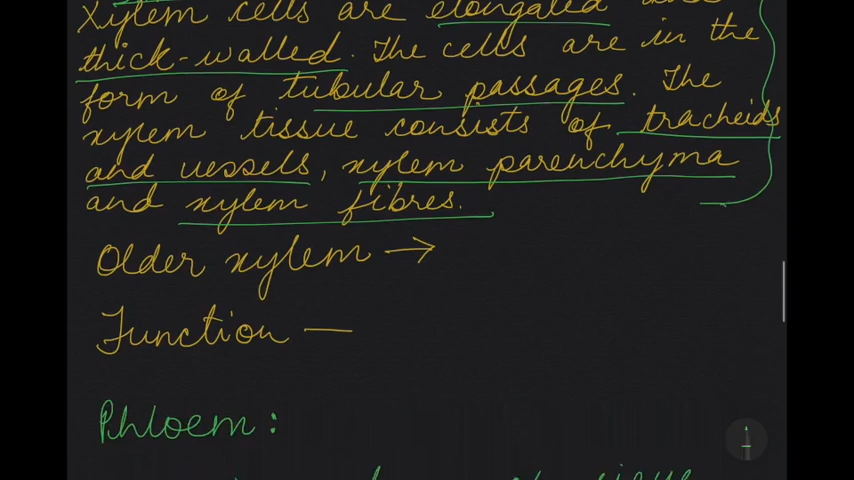 Xylem cells are elongated
thick-walled. The cells are in the
form of tubular passages. The
xylem tissue consists of tracheids
and vessels, xylem parenchyma
and xylem fibres.
Older xylem →
Function —
Phloem: